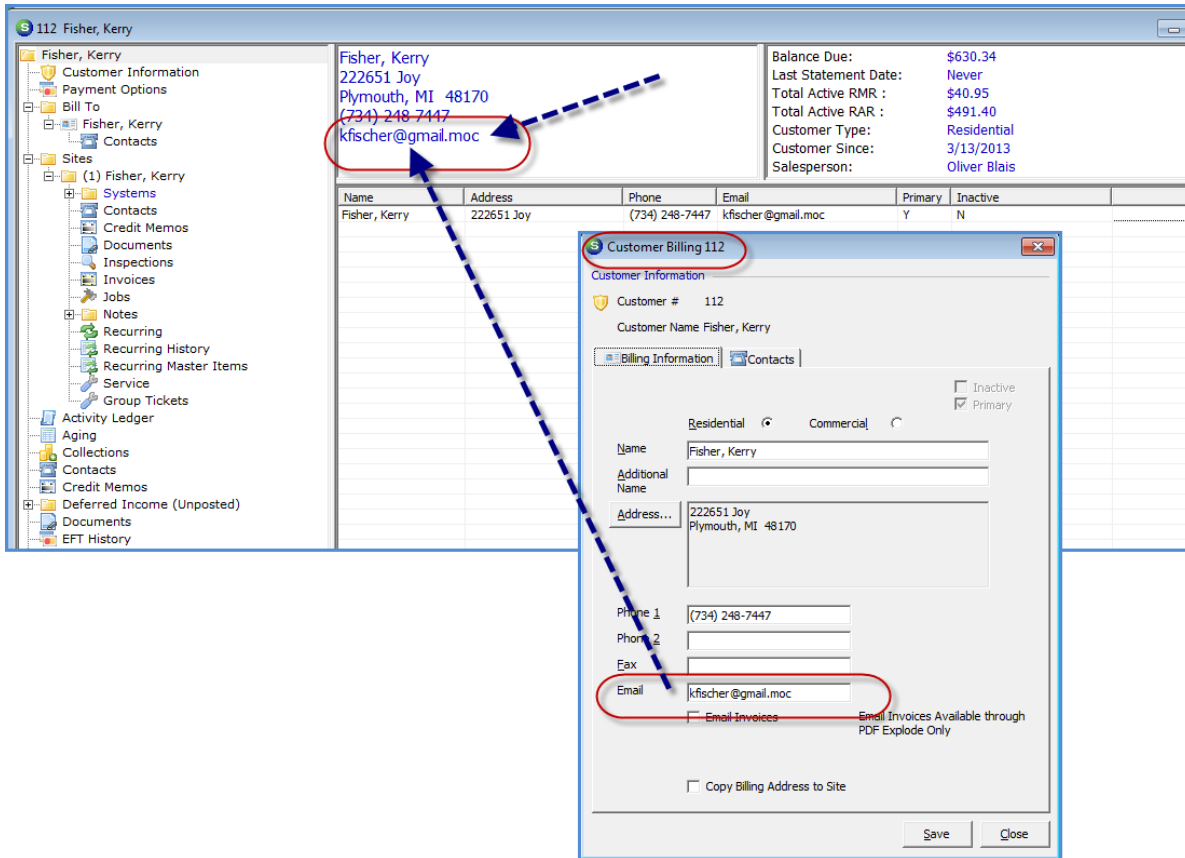 112 Fisher, Kerry
Fisher, Kerry
Customer Information
Payment Options
Bill To
Fisher, Kerry
Contacts
Sites
(1) Fisher, Kerry
Systems
Contacts
Credit Memos
Documents
Inspections
Invoices
Jobs
Notes
Recurring
Recurring History
Recurring Master Items
Service
Group Tickets
Activity Ledger
Aging
Collections
Contacts
Credit Memos
Deferred Income (Unposted)
Documents
EFT History
Fisher, Kerry
222651 Joy
Plymouth, MI 48170
(734) 248-7447
kfischer@gmail.moc
Balance Due: $630.34
Last Statement Date: Never
Total Active RMR : $40.95
Total Active RAR : $491.40
Customer Type: Residential
Customer Since: 3/13/2013
Salesperson: Oliver Blais
Name Address Phone Email Primary Inactive
Fisher, Kerry 222651 Joy (734) 248-7447 kfischer@gmail.moc Y N
Customer Billing 112
Customer Information
Customer # 112
Customer Name Fisher, Kerry
Billing Information Contacts
Inactive
Primary
Residential Commercial
Name Fisher, Kerry
Additional
Name
Address... 222651 Joy
Plymouth, MI 48170
Phone 1 (734) 248-7447
Phone 2
Fax
Email kfischer@gmail.moc
Email Invoices Email Invoices Available through
PDF Explode Only
Copy Billing Address to Site
Save Close